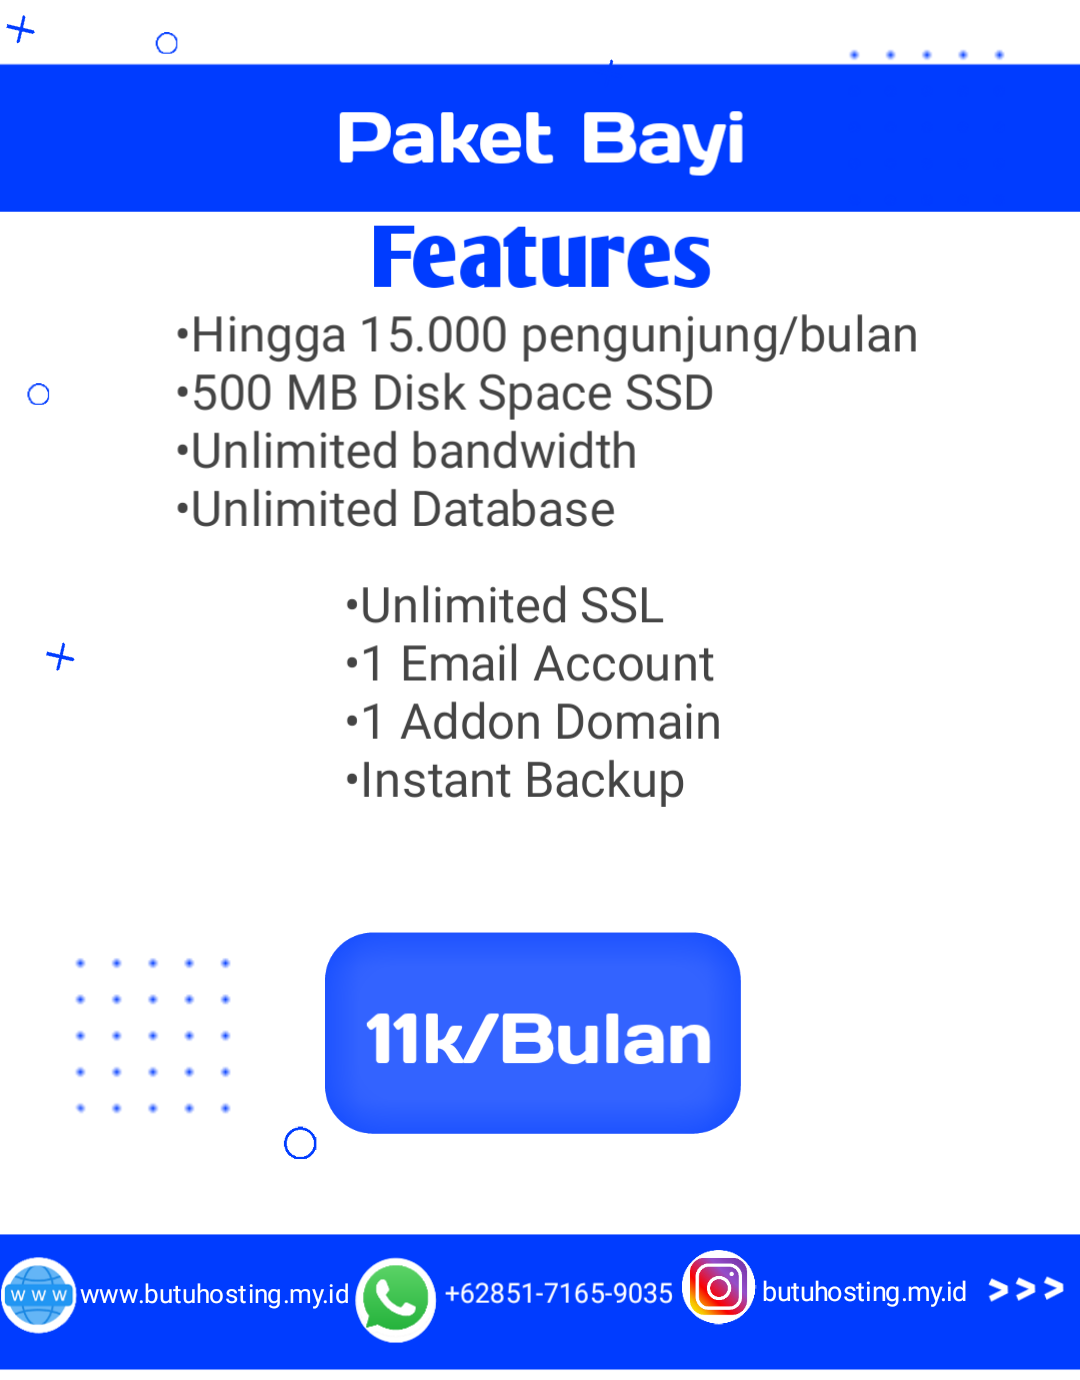 Paket Bayi
Features
•Hingga 15.000 pengunjung/bulan
•500 MB Disk Space SSD
•Unlimited bandwidth
•Unlimited Database
•Unlimited SSL
•1 Email Account
•1 Addon Domain
•Instant Backup
11k/Bulan
WWW www.butuhosting.my.id +62851-7165-9035 butuhosting.my.id >>>